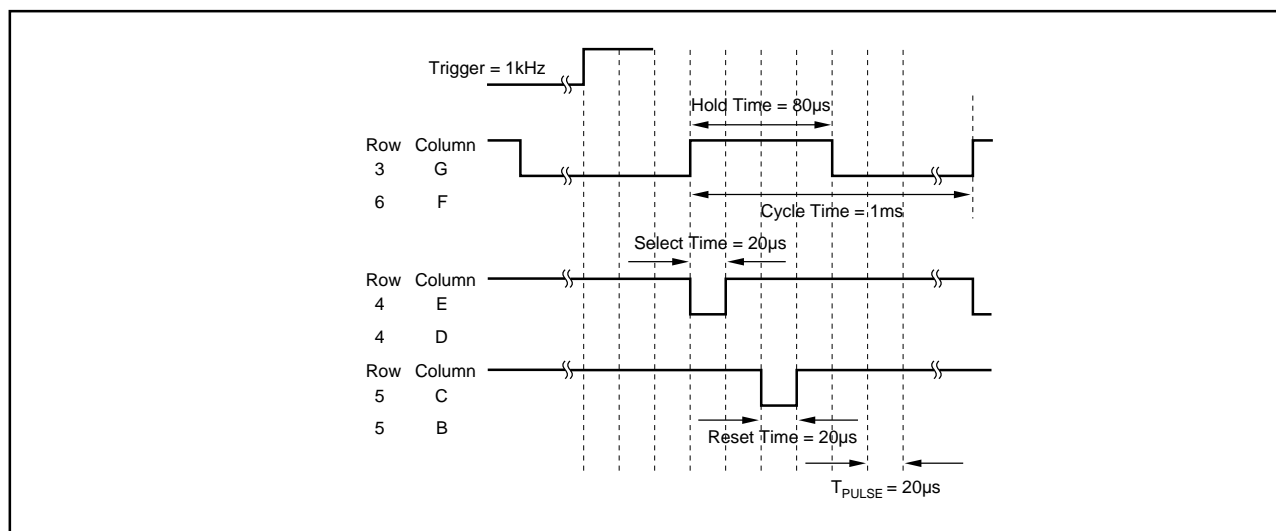 Trigger = 1kHz
Hold Time = 80µs
Row Column
3 G
6 F
Cycle Time = 1ms
Select Time = 20µs
Row Column
4 E
4 D
Row Column
5 C
5 B
Reset Time = 20µs
TPULSE = 20µs